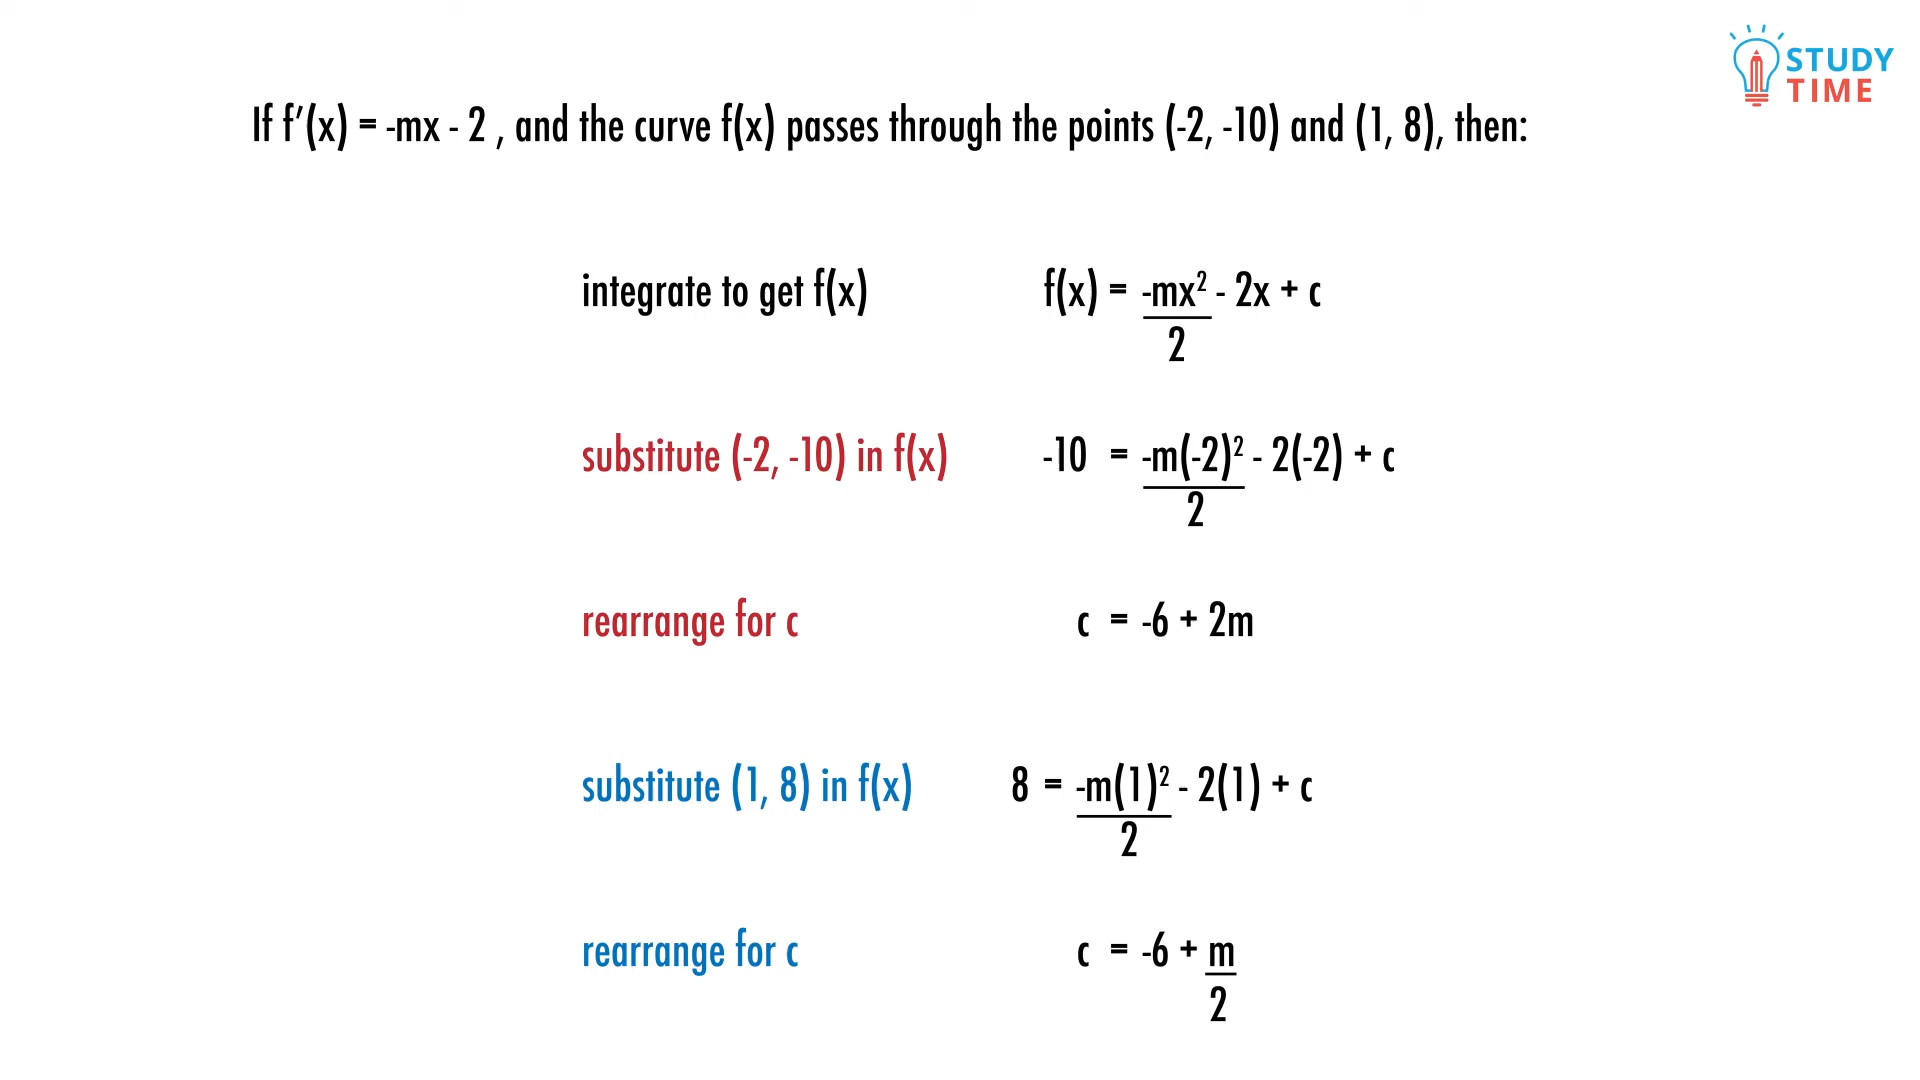 STUDY
TIME
If f’(x) = -mx - 2 , and the curve f(x) passes through the points (-2, -10) and (1, 8), then:
integrate to get f(x) f(x) = -mx² - 2x + c
2
substitute (-2, -10) in f(x) -10 = -m(-2)² - 2(-2) + c
2
rearrange for c c = -6 + 2m
substitute (1, 8) in f(x) 8 = -m(1)² - 2(1) + c
2
rearrange for c c = -6 + m
2